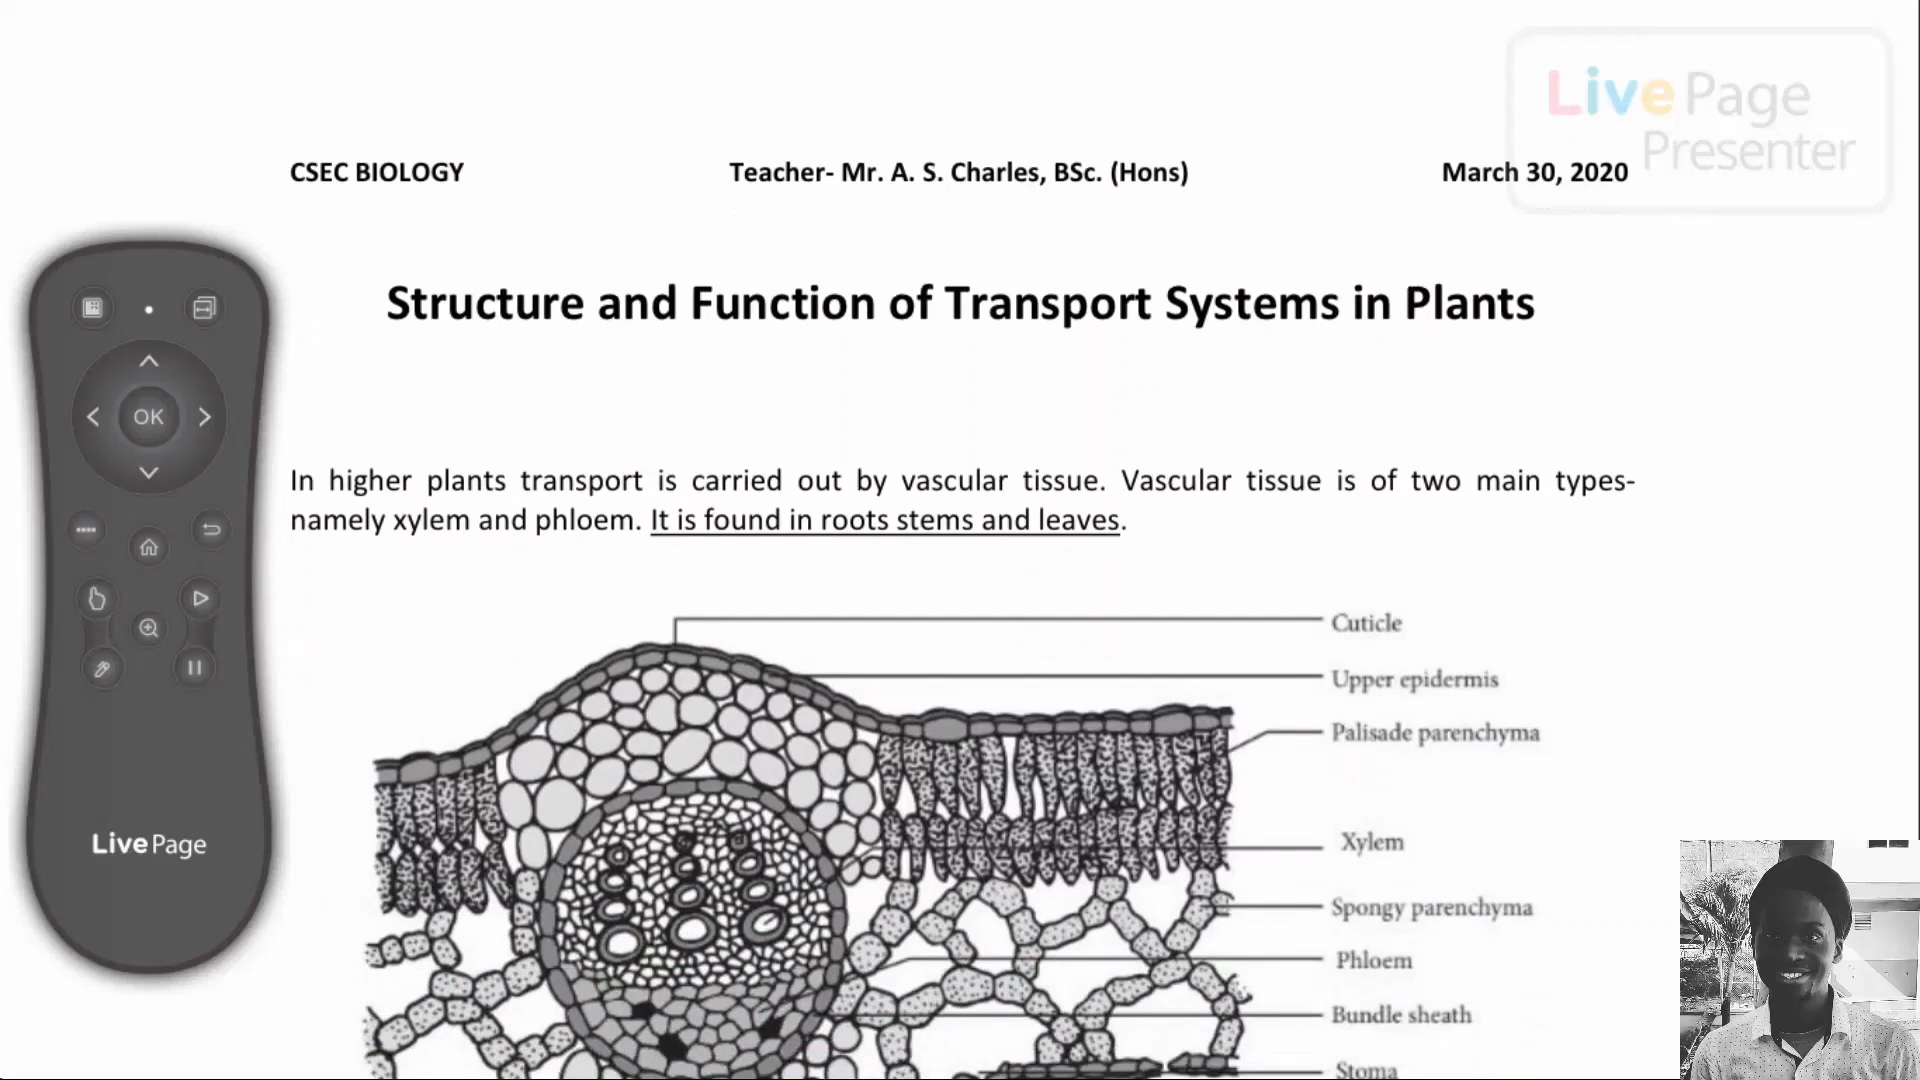 Live Page
Presenter
CSEC BIOLOGY Teacher- Mr. A. S. Charles, BSc. (Hons) March 30, 2020
Structure and Function of Transport Systems in Plants
OK
In higher plants transport is carried out by vascular tissue. Vascular tissue is of two main types-
namely xylem and phloem. It is found in roots stems and leaves.
Cuticle
Upper epidermis
Palisade parenchyma
Xylem
Spongy parenchyma
Phloem
Bundle sheath
Stoma
LivePage